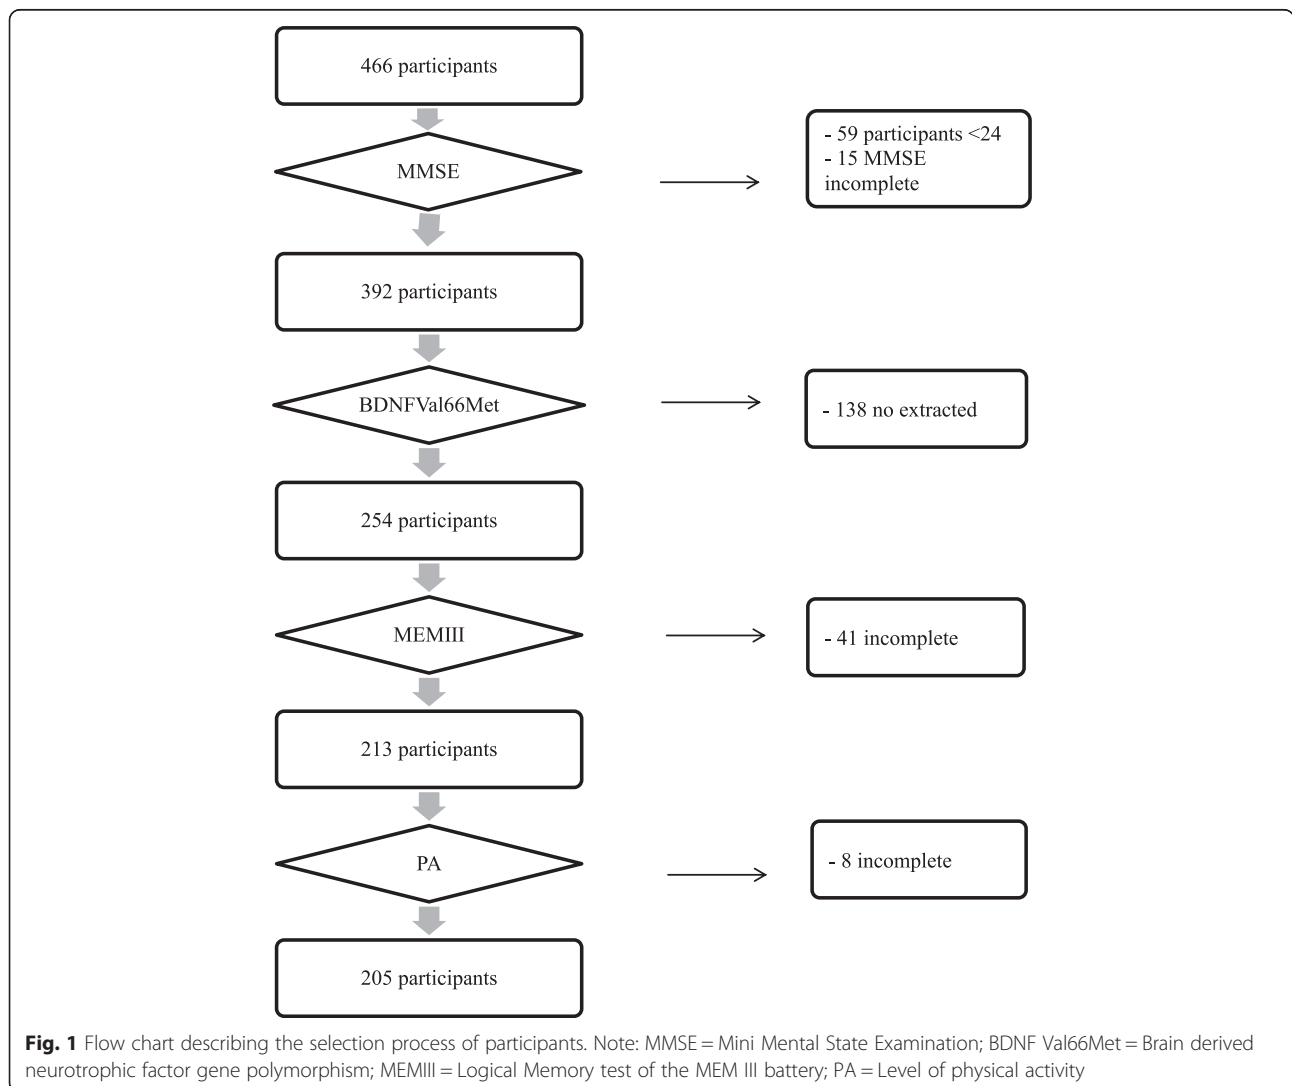 466 participants
MMSE
- 59 participants <24
- 15 MMSE
incomplete
392 participants
BDNFVal66Met
- 138 no extracted
254 participants
MEMIII
- 41 incomplete
213 participants
PA
- 8 incomplete
205 participants
Fig. 1 Flow chart describing the selection process of participants. Note: MMSE = Mini Mental State Examination; BDNF Val66Met = Brain derived
neurotrophic factor gene polymorphism; MEMIII = Logical Memory test of the MEM III battery; PA = Level of physical activity